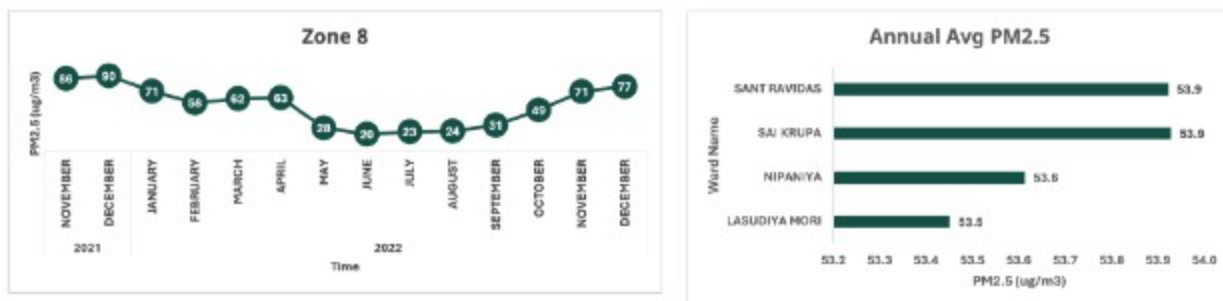 Zone 8
PM2.5 (ug/m3)
86 90 71 56 62 63 28 20 23 24 31 49 71 77
NOVEMBER DECEMBER JANUARY FEBRUARY MARCH APRIL MAY JUNE JULY AUGUST SEPTEMBER OCTOBER NOVEMBER DECEMBER
2021 2022
Time
Annual Avg PM2.5
Ward Name
SANT RAVIDAS 53.9
SAI KRUPA 53.9
NIPANIYA 53.6
LASUDIYA MORI 53.5
53.2 53.3 53.4 53.5 53.6 53.7 53.8 53.9 54.0
PM2.5 (ug/m3)